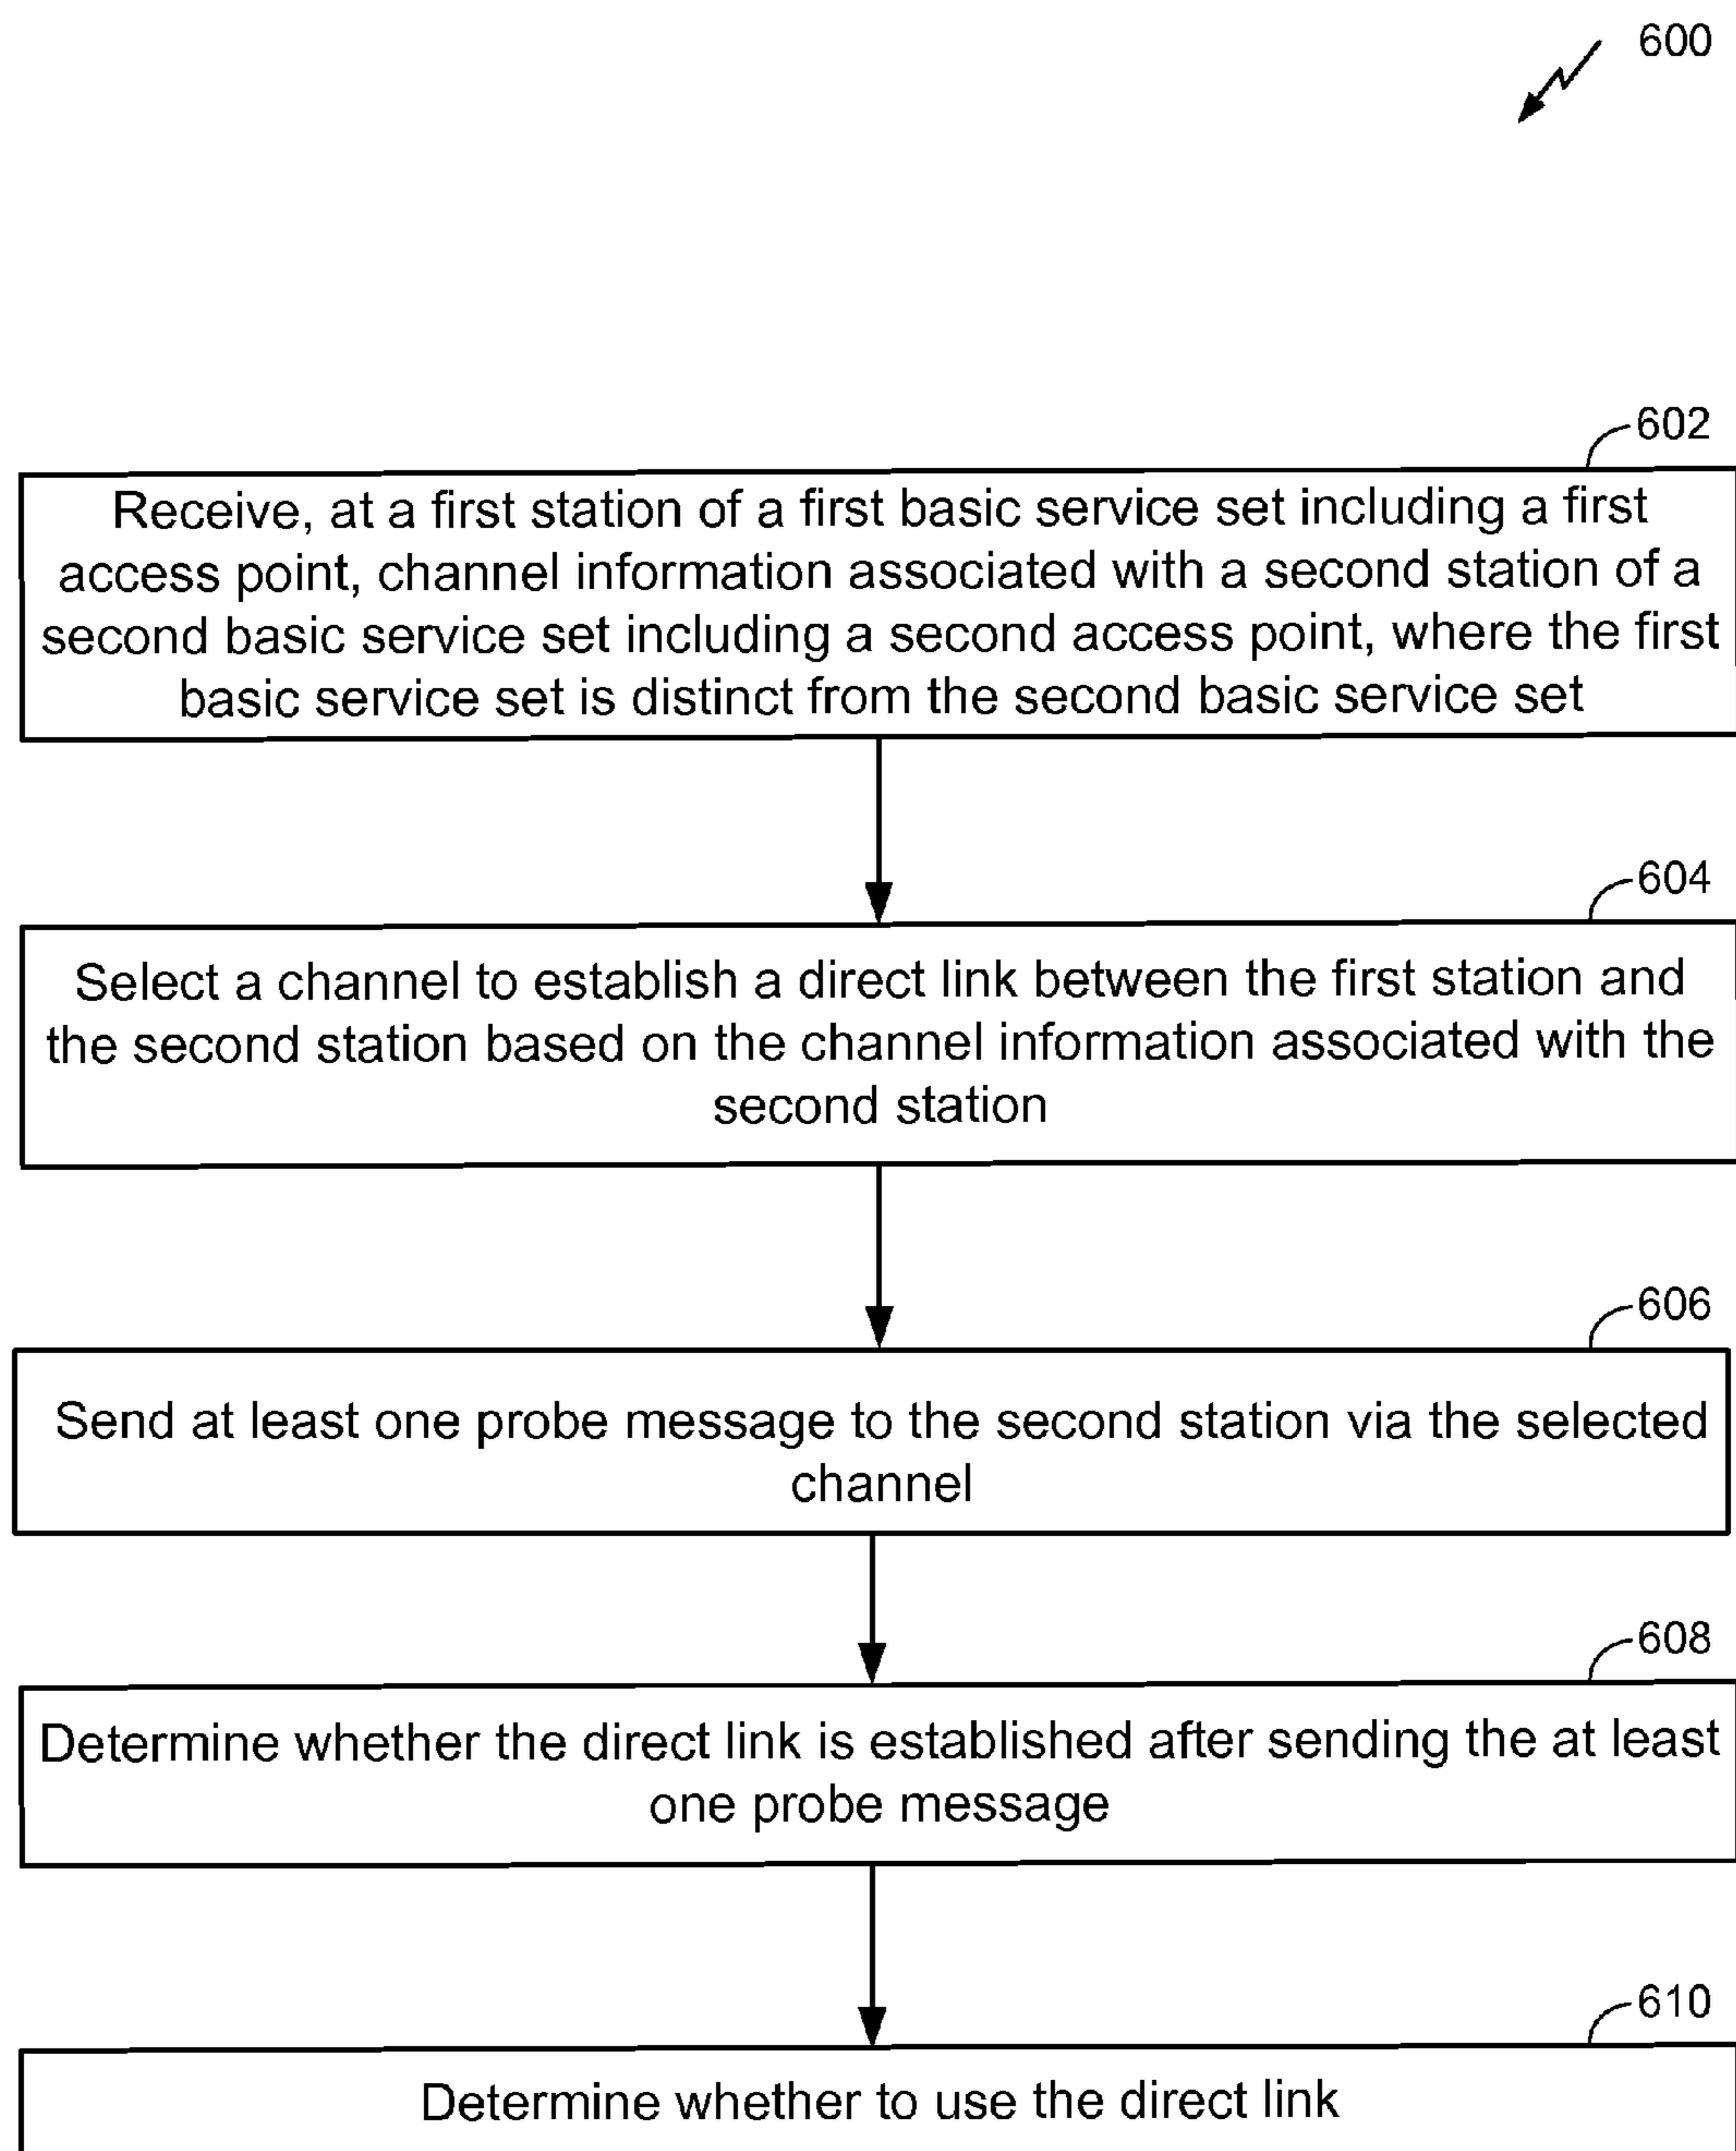 600
602
Receive, at a first station of a first basic service set including a first
access point, channel information associated with a second station of a
second basic service set including a second access point, where the first
basic service set is distinct from the second basic service set
604
Select a channel to establish a direct link between the first station and
the second station based on the channel information associated with the
second station
606
Send at least one probe message to the second station via the selected
channel
608
Determine whether the direct link is established after sending the at least
one probe message
610
Determine whether to use the direct link